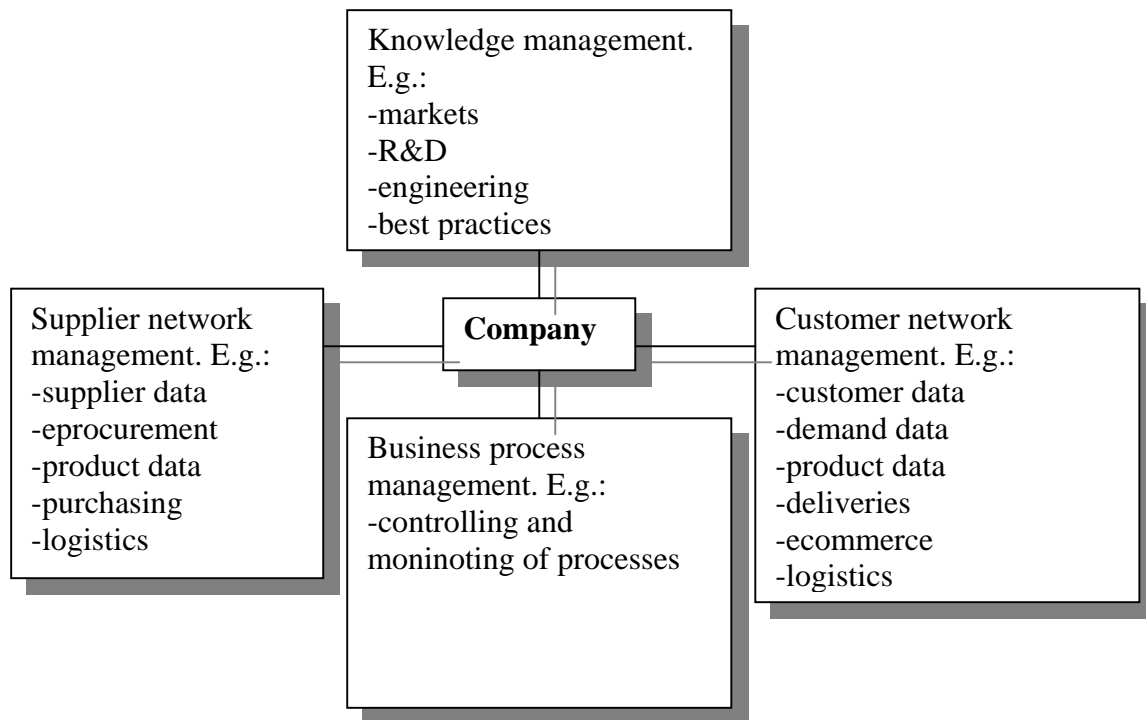 Knowledge management.
E.g.:
-markets
-R&D
-engineering
-best practices
Supplier network
management. E.g.:
-supplier data
-eprocurement
-product data
-purchasing
-logistics
Company
Customer network
management. E.g.:
-customer data
-demand data
-product data
-deliveries
-ecommerce
-logistics
Business process
management. E.g.:
-controlling and
moninoting of processes